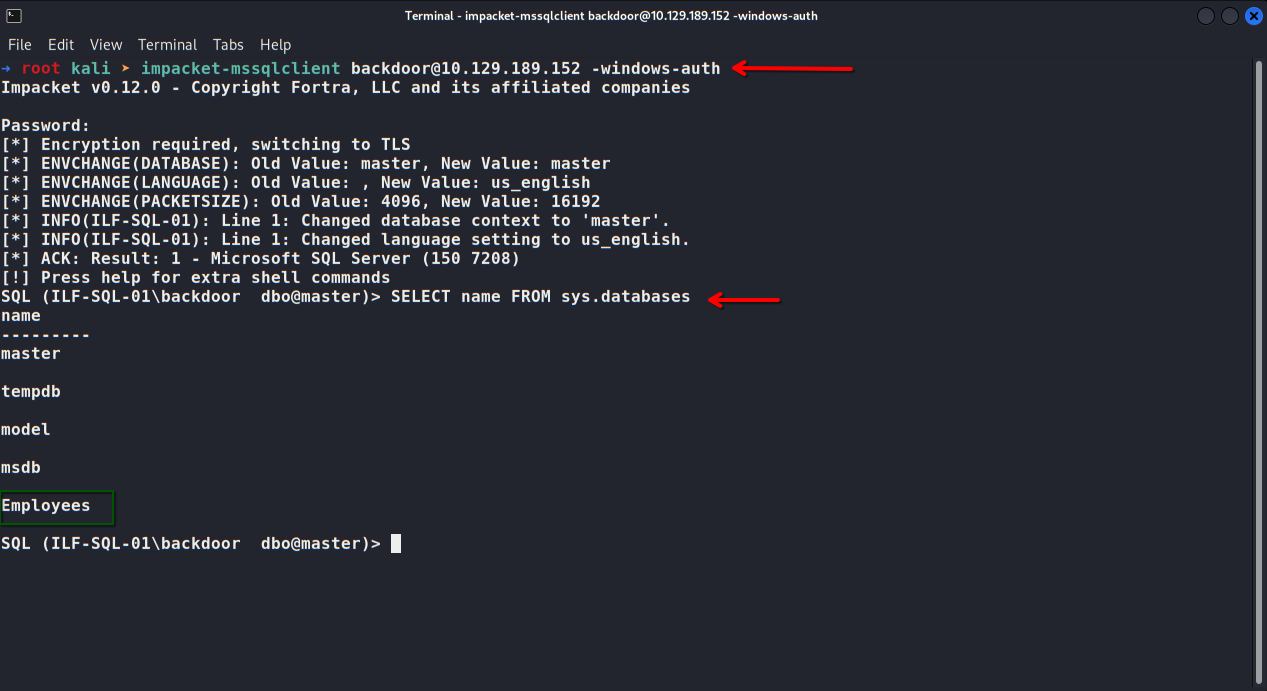 Terminal - impacket-mssqlclient backdoor@10.129.189.152 -windows-auth
File Edit View Terminal Tabs Help
→ root kali ➤ impacket-mssqlclient backdoor@10.129.189.152 -windows-auth
Impacket v0.12.0 - Copyright Fortra, LLC and its affiliated companies
Password:
[*] Encryption required, switching to TLS
[*] ENVCHANGE(DATABASE): Old Value: master, New Value: master
[*] ENVCHANGE(LANGUAGE): Old Value: , New Value: us_english
[*] ENVCHANGE(PACKETSIZE): Old Value: 4096, New Value: 16192
[*] INFO(ILF-SQL-01): Line 1: Changed database context to 'master'.
[*] INFO(ILF-SQL-01): Line 1: Changed language setting to us_english.
[*] ACK: Result: 1 - Microsoft SQL Server (150 7208)
[!] Press help for extra shell commands
SQL (ILF-SQL-01\backdoor  dbo@master)> SELECT name FROM sys.databases
name
---------
master
tempdb
model
msdb
Employees
SQL (ILF-SQL-01\backdoor  dbo@master)>